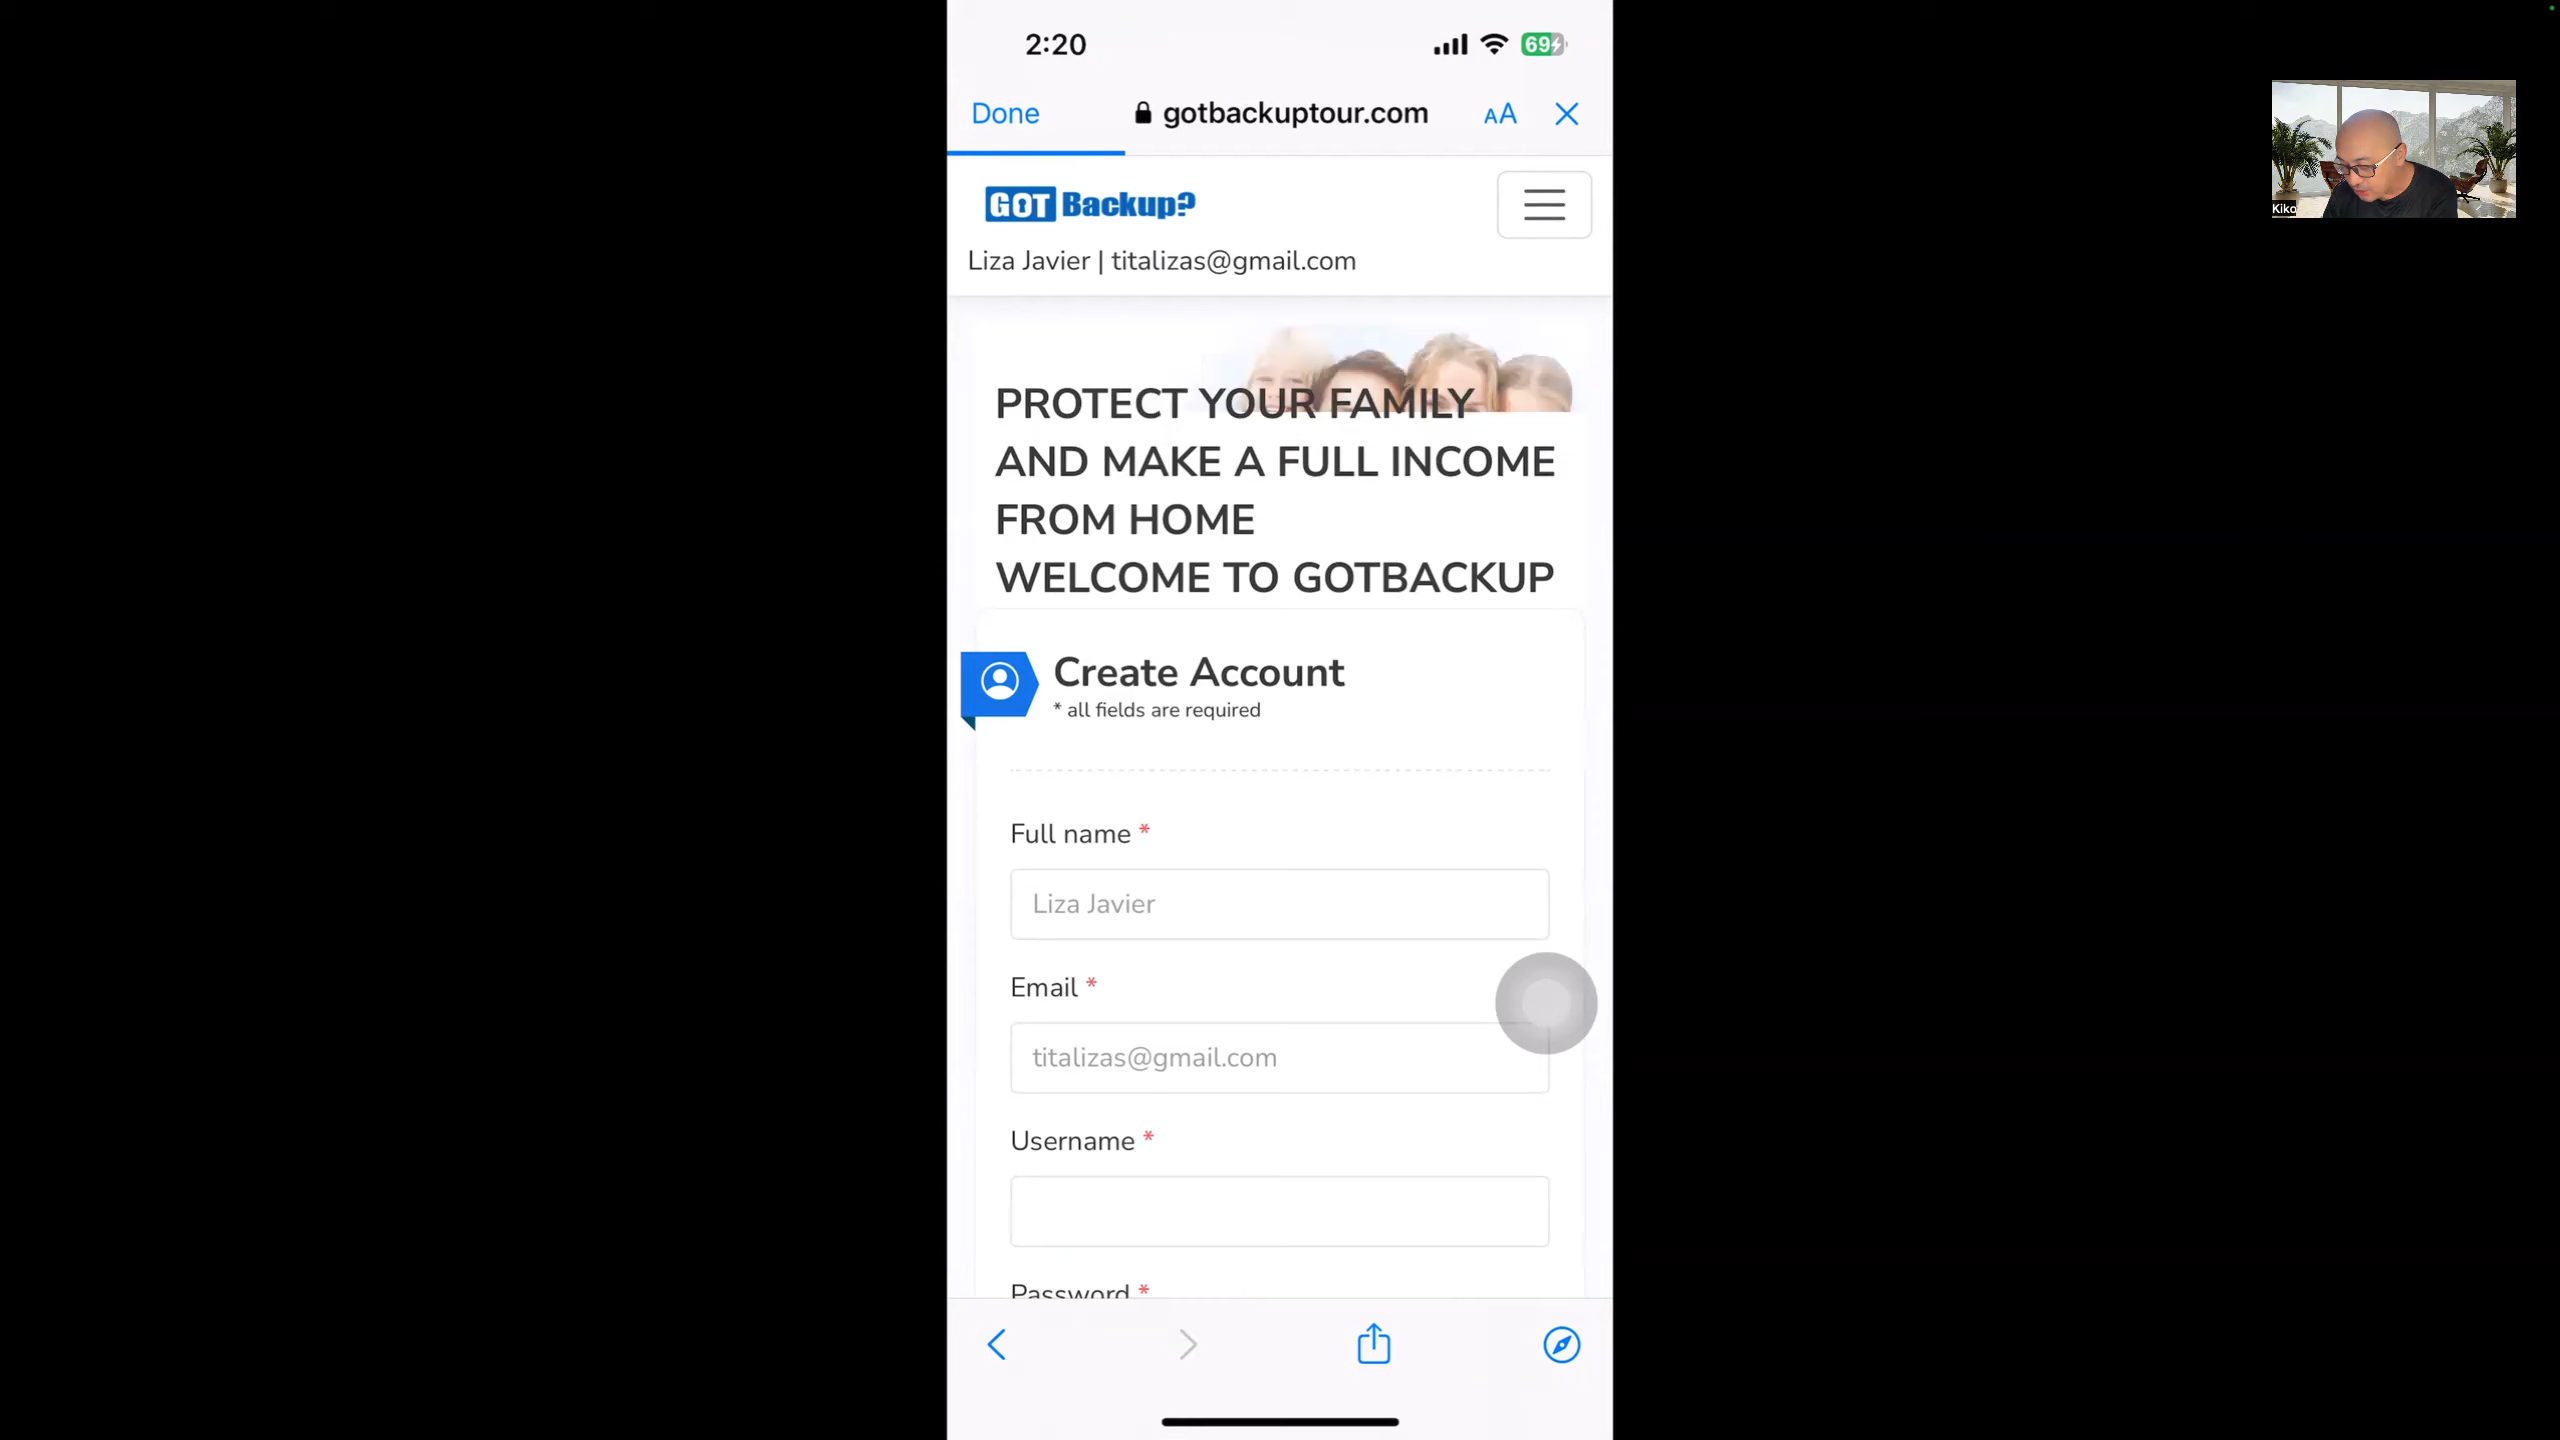 2:20
69
Done
gotbackuptour.com
AA
GOT Backup?
Liza Javier | titalizas@gmail.com
Kiko
PROTECT YOUR FAMILY
AND MAKE A FULL INCOME
FROM HOME
WELCOME TO GOTBACKUP
Create Account
* all fields are required
Full name *
Liza Javier
Email *
titalizas@gmail.com
Username *
Password *